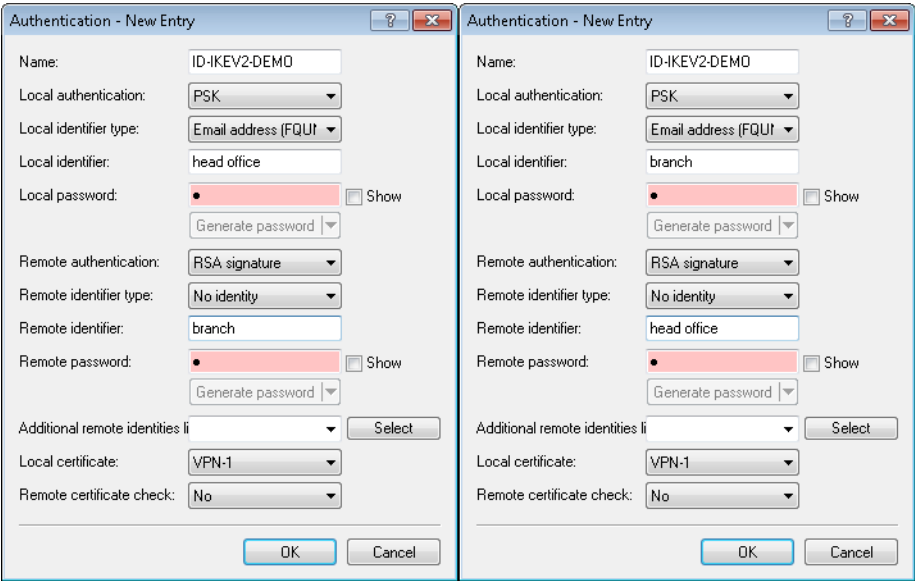 Authentication - New Entry
Name: ID-IKEV2-DEMO
Local authentication: PSK
Local identifier type: Email address (FQUN
Local identifier: head office
Local password: ● Show
Generate password
Remote authentication: RSA signature
Remote identifier type: No identity
Remote identifier: branch
Remote password: ● Show
Generate password
Additional remote identities li Select
Local certificate: VPN-1
Remote certificate check: No
OK Cancel
Authentication - New Entry
Name: ID-IKEV2-DEMO
Local authentication: PSK
Local identifier type: Email address (FQUN
Local identifier: branch
Local password: ● Show
Generate password
Remote authentication: RSA signature
Remote identifier type: No identity
Remote identifier: head office
Remote password: ● Show
Generate password
Additional remote identities li Select
Local certificate: VPN-1
Remote certificate check: No
OK Cancel